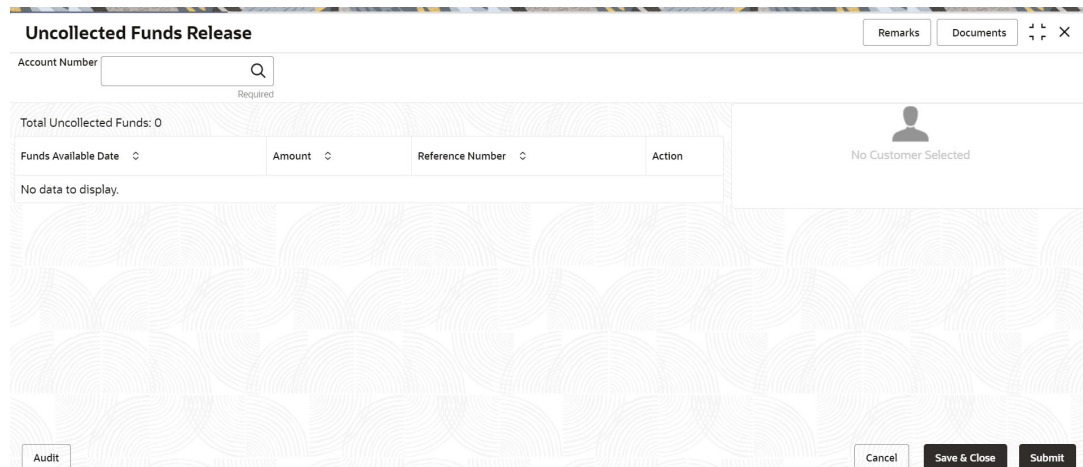 Uncollected Funds Release
Remarks
Documents
Account Number
Required
Total Uncollected Funds: 0
Funds Available Date
Amount
Reference Number
Action
No data to display.
No Customer Selected
Audit
Cancel
Save & Close
Submit